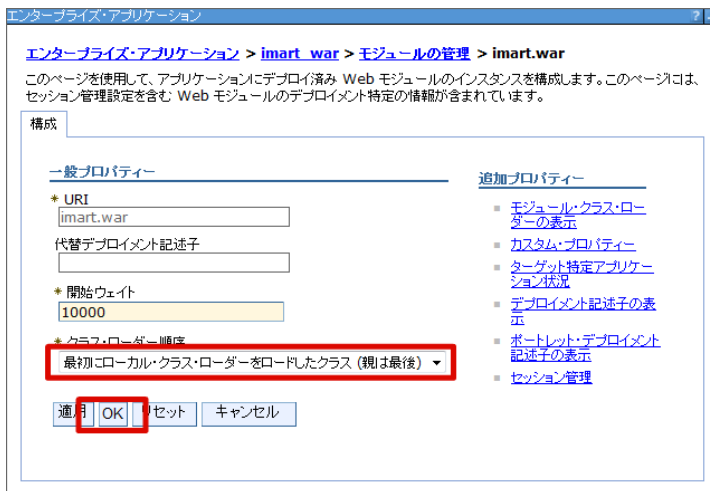 エンタープライズ・アプリケーション ?
エンタープライズ・アプリケーション > imart_war > モジュールの管理 > imart.war
このページを使用して、アプリケーションにデプロイ済み Web モジュールのインスタンスを構成します。このページには、
セッション管理設定を含む Web モジュールのデプロイメント特定の情報が含まれています。
構成
一般プロパティー
* URI
imart.war
代替デプロイメント記述子
* 開始ウェイト
10000
* クラス・ローダー順序
最初にローカル・クラス・ローダーをロードしたクラス (親は最後)
適用 OK リセット キャンセル
追加プロパティー
モジュール・クラス・ロー
ダーの表示
カスタム・プロパティー
ターゲット特定アプリケー
ション状況
デプロイメント記述子の表
示
ポートレット・デプロイメント
記述子の表示
セッション管理